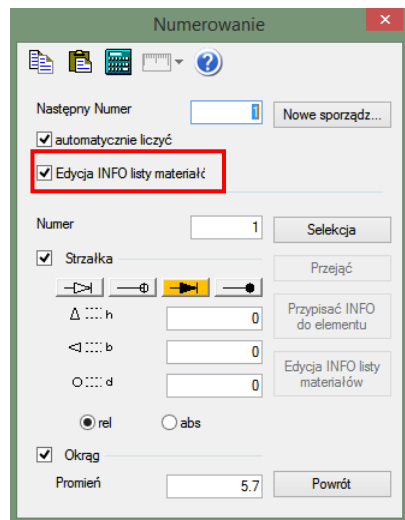 Numerowanie
Następny Numer 1 Nowe sporządz...
automatycznie liczyć
Edycja INFO listy materiałć
Numer 1 Selekcja
Strzałka Przejąć
h 0 Przypisać INFO
do elementu
b 0
Edycja INFO listy
materiałów
d 0
rel abs
Okrąg
Promień 5.7 Powrót